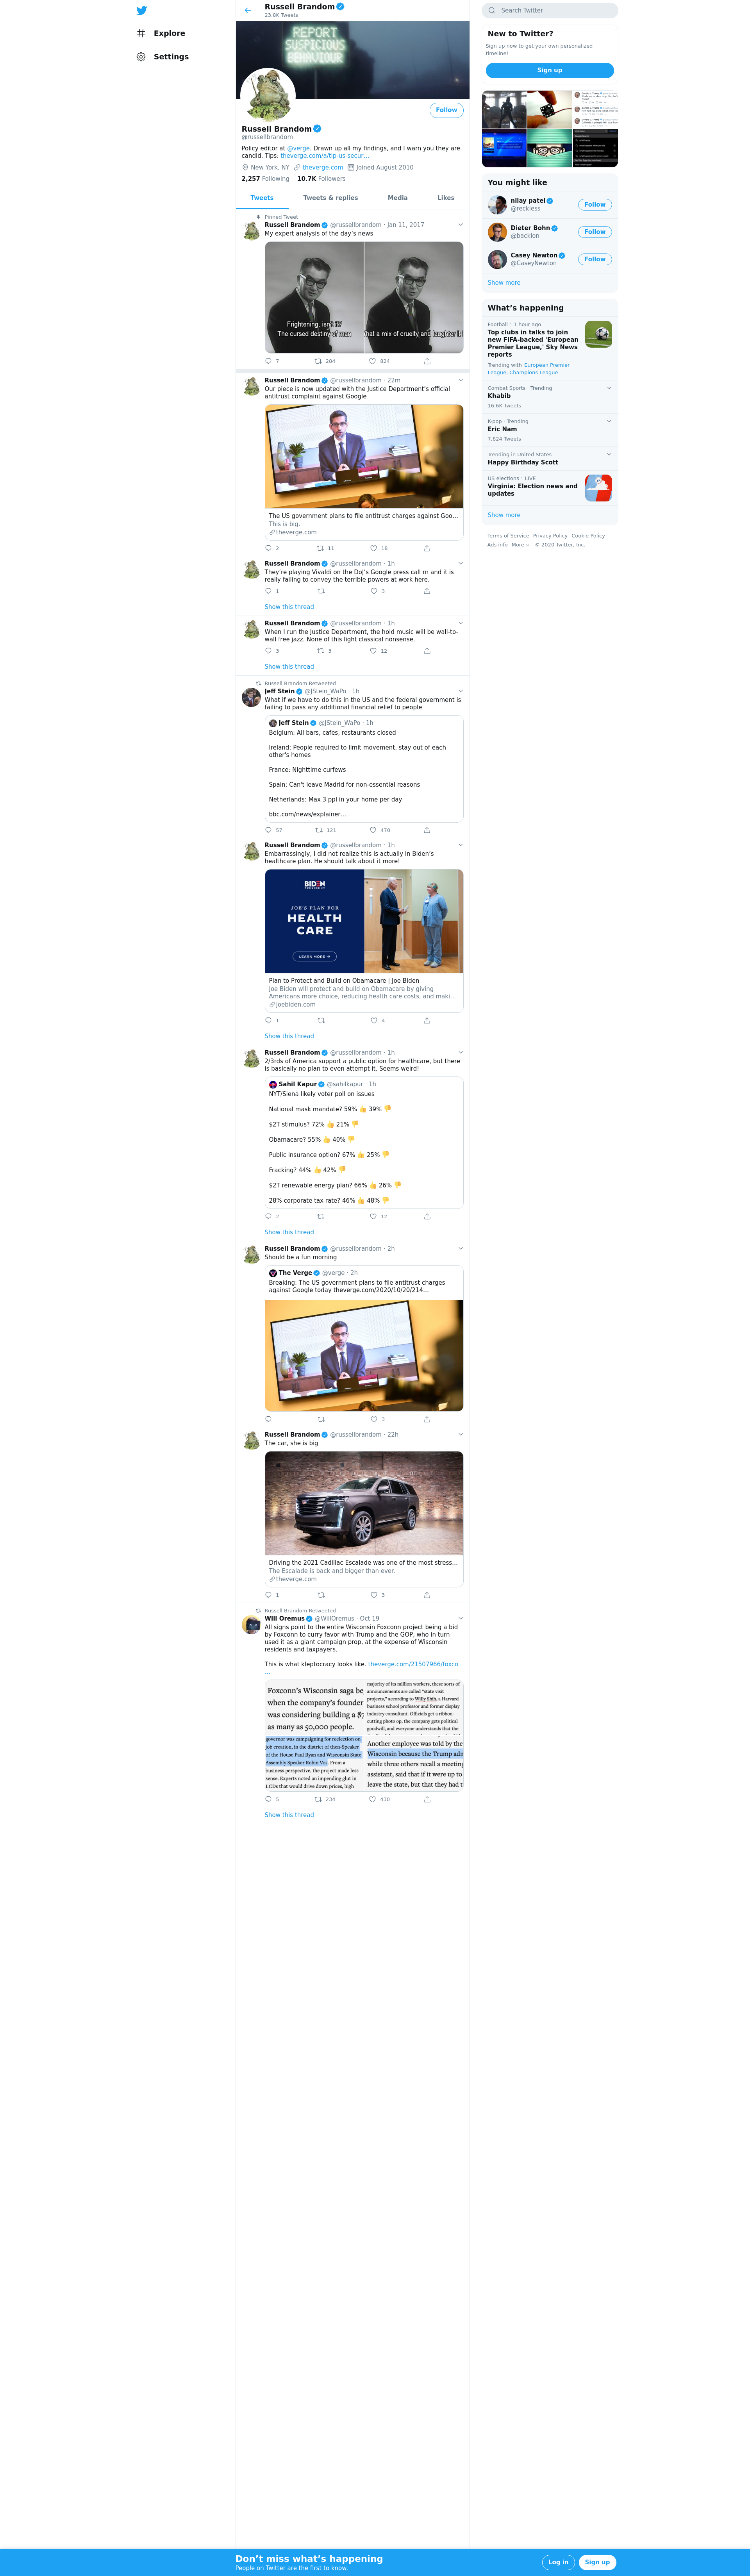 Explore
Settings
Russell Brandom
23.8K Tweets
REPORT
SUSPICIOUS
BEHAVIOUR
Follow
Russell Brandom
@russellbrandom
Policy editor at @verge. Drawn up all my findings, and I warn you they are
candid. Tips: theverge.com/a/tip-us-secur…
New York, NY theverge.com Joined August 2010
2,257 Following 10.7K Followers
Tweets Tweets & replies Media Likes
Pinned Tweet
Russell Brandom @russellbrandom · Jan 11, 2017
My expert analysis of the day's news
Frightening, isn't it?
The cursed destiny of man
that a mix of cruelty and laughter it i
7 284 824
Russell Brandom @russellbrandom · 22m
Our piece is now updated with the Justice Department's official
antitrust complaint against Google
The US government plans to file antitrust charges against Goo…
This is big.
theverge.com
2 11 18
Russell Brandom @russellbrandom · 1h
They're playing Vivaldi on the DoJ's Google press call rn and it is
really failing to convey the terrible powers at work here.
1 3
Show this thread
Russell Brandom @russellbrandom · 1h
When I run the Justice Department, the hold music will be wall-to-
wall free jazz. None of this light classical nonsense.
3 3 12
Show this thread
Russell Brandom Retweeted
Jeff Stein @JStein_WaPo · 1h
What if we have to do this in the US and the federal government is
failing to pass any additional financial relief to people
Jeff Stein @JStein_WaPo · 1h
Belgium: All bars, cafes, restaurants closed
Ireland: People required to limit movement, stay out of each
other's homes
France: Nighttime curfews
Spain: Can't leave Madrid for non-essential reasons
Netherlands: Max 3 ppl in your home per day
bbc.com/news/explainer…
57 121 470
Russell Brandom @russellbrandom · 1h
Embarrassingly, I did not realize this is actually in Biden's
healthcare plan. He should talk about it more!
BIDEN
PRESIDENT
JOE'S PLAN FOR
HEALTH
CARE
LEARN MORE →
Plan to Protect and Build on Obamacare | Joe Biden
Joe Biden will protect and build on Obamacare by giving
Americans more choice, reducing health care costs, and maki…
joebiden.com
1 4
Show this thread
Russell Brandom @russellbrandom · 1h
2/3rds of America support a public option for healthcare, but there
is basically no plan to even attempt it. Seems weird!
Sahil Kapur @sahilkapur · 1h
NYT/Siena likely voter poll on issues
National mask mandate? 59% 👍 39% 👎
$2T stimulus? 72% 👍 21% 👎
Obamacare? 55% 👍 40% 👎
Public insurance option? 67% 👍 25% 👎
Fracking? 44% 👍 42% 👎
$2T renewable energy plan? 66% 👍 26% 👎
28% corporate tax rate? 46% 👍 48% 👎
2 12
Show this thread
Russell Brandom @russellbrandom · 2h
Should be a fun morning
The Verge @verge · 2h
Breaking: The US government plans to file antitrust charges
against Google today theverge.com/2020/10/20/214…
3
Russell Brandom @russellbrandom · 22h
The car, she is big
Driving the 2021 Cadillac Escalade was one of the most stress…
The Escalade is back and bigger than ever.
theverge.com
1 3
Russell Brandom Retweeted
Will Oremus @WillOremus · Oct 19
All signs point to the entire Wisconsin Foxconn project being a bid
by Foxconn to curry favor with Trump and the GOP, who in turn
used it as a giant campaign prop, at the expense of Wisconsin
residents and taxpayers.
This is what kleptocracy looks like. theverge.com/21507966/foxco
…
Foxconn's Wisconsin saga be
when the company's founder
was considering building a $7
as many as 50,000 people.
majority of its million workers, these sorts of
announcements are called "state visit
projects," according to Willy Shih, a Harvard
business school professor and former display
industry consultant. Officials get a ribbon-
cutting photo op, the company gets political
goodwill, and everyone understands that the
governor was campaigning for reelection on
job creation, in the district of then-Speaker
of the House Paul Ryan and Wisconsin State
Assembly Speaker Robin Vos. From a
business perspective, the project made less
sense. Experts noted an impending glut in
LCDs that would drive down prices, high
Another employee was told by the
Wisconsin because the Trump adn
while three others recall a meeting
assistant, said that if it were up to
leave the state, but that they had t
5 234 430
Show this thread
Search Twitter
New to Twitter?
Sign up now to get your own personalized
timeline!
Sign up
You might like
nilay patel
@reckless
Follow
Dieter Bohn
@backlon
Follow
Casey Newton
@CaseyNewton
Follow
Show more
What's happening
Football · 1 hour ago
Top clubs in talks to join
new FIFA-backed 'European
Premier League,' Sky News
reports
Trending with European Premier
League, Champions League
Combat Sports · Trending
Khabib
16.6K Tweets
K-pop · Trending
Eric Nam
7,824 Tweets
Trending in United States
Happy Birthday Scott
US elections · LIVE
Virginia: Election news and
updates
Show more
Terms of Service Privacy Policy Cookie Policy
Ads info More © 2020 Twitter, Inc.
Don't miss what's happening
People on Twitter are the first to know.
Log in
Sign up